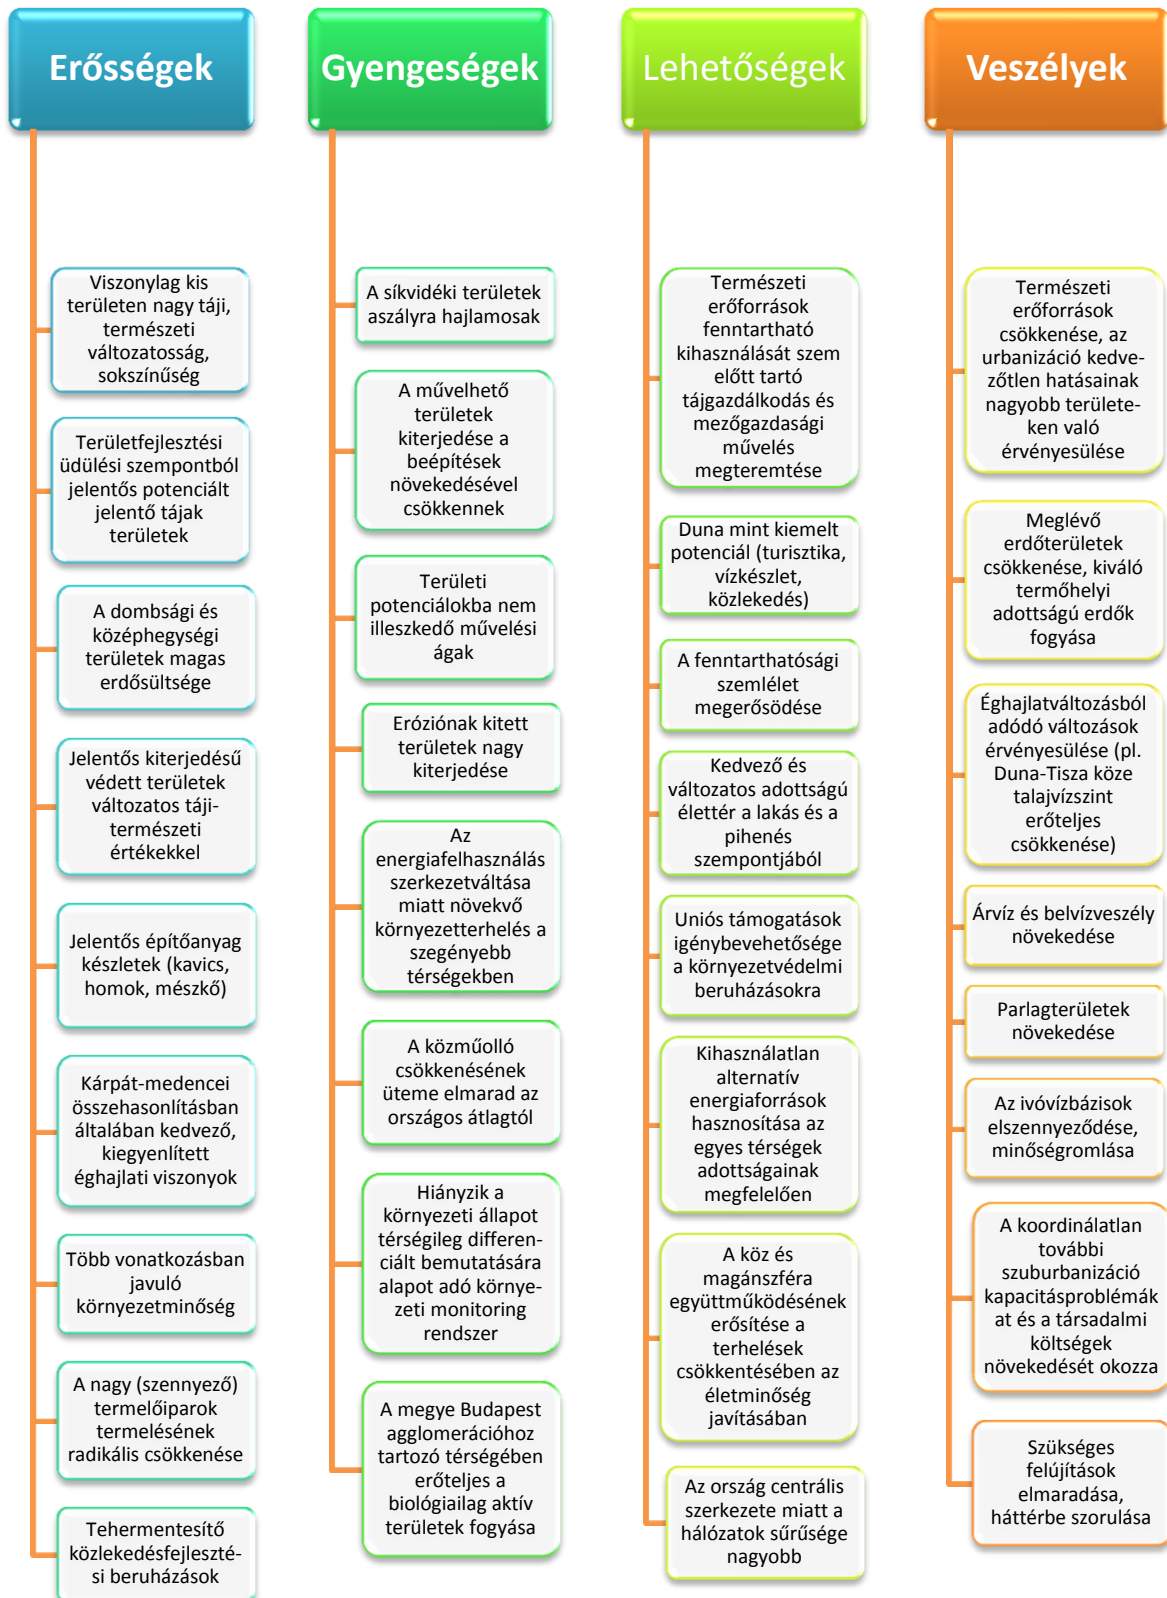 Erősségek
Viszonylag kis
területen nagy táji,
természeti
változatosság,
sokszínűség
Területfejlesztési
üdülési szempontból
jelentős potenciált
jelentő tájak
területek
A dombsági és
középhegységi
területek magas
erdősültsége
Jelentős kiterjedésű
védett területek
változatos táji-
természeti
értékekkel
Jelentős építőanyag
készletek (kavics,
homok, mészkő)
Kárpát-medencei
összehasonlításban
általában kedvező,
kiegyenlített
éghajlati viszonyok
Több vonatkozásban
javuló
környezetminőség
A nagy (szennyező)
termelőiparok
termelésének
radikális csökkenése
Tehermentesítő
közlekedésfejleszté-
si beruházások
Gyengeségek
A síkvidéki területek
aszályra hajlamosak
A művelhető
területek
kiterjedése a
beépítések
növekedésével
csökkennek
Területi
potenciálokba nem
illeszkedő művelési
ágak
Eróziónak kitett
területek nagy
kiterjedése
Az
energiafelhasználás
szerkezetváltása
miatt növekvő
környezetterhelés a
szegényebb
térségekben
A közműolló
csökkenésének
üteme elmarad az
országos átlagtól
Hiányzik a
környezeti állapot
térségileg differen-
ciált bemutatására
alapot adó környe-
zeti monitoring
rendszer
A megye Budapest
agglomerációhoz
tartozó térségében
erőteljes a
biológiailag aktív
területek fogyása
Lehetőségek
Természeti
erőforrások
fenntartható
kihasználását szem
előtt tartó
tájgazdálkodás és
mezőgazdasági
művelés
megteremtése
Duna mint kiemelt
potenciál (turisztika,
vízkészlet,
közlekedés)
A fenntarthatósági
szemlélet
megerősödése
Kedvező és
változatos adottságú
élettér a lakás és a
pihenés
szempontjából
Uniós támogatások
igénybevehetősége
a környezetvédelmi
beruházásokra
Kihasználatlan
alternatív
energiaforrások
hasznosítása az
egyes térségek
adottságainak
megfelelően
A köz és
magánszféra
együttműködésének
erősítése a
terhelések
csökkentésében az
életminőség
javításában
Az ország centrális
szerkezete miatt a
hálózatok sűrűsége
nagyobb
Veszélyek
Természeti
erőforrások
csökkenése, az
urbanizáció kedve-
zőtlen hatásainak
nagyobb területe-
ken való
érvényesülése
Meglévő
erdőterületek
csökkenése, kiváló
termőhelyi
adottságú erdők
fogyása
Éghajlatváltozásból
adódó változások
érvényesülése (pl.
Duna-Tisza köze
talajvízszint
erőteljes
csökkenése)
Árvíz és belvízveszély
növekedése
Parlagterületek
növekedése
Az ivóvízbázisok
elszennyeződése,
minőségromlása
A koordinálatlan
további
szuburbanizáció
kapacitásproblémák
at és a társadalmi
költségek
növekedését okozza
Szükséges
felújítások
elmaradása,
háttérbe szorulása